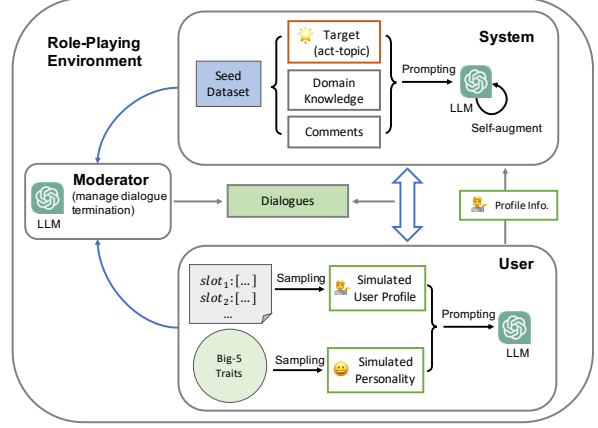 Role-Playing
Environment
System
Seed
Dataset
Target
(act-topic)
Domain
Knowledge
Comments
Prompting
LLM
Self-augment
Moderator
(manage dialogue
termination)
LLM
Dialogues
Profile Info.
User
slot₁:[…]
slot₂:[…]
…
Sampling
Simulated
User Profile
Big-5
Traits
Sampling
Simulated
Personality
Prompting
LLM